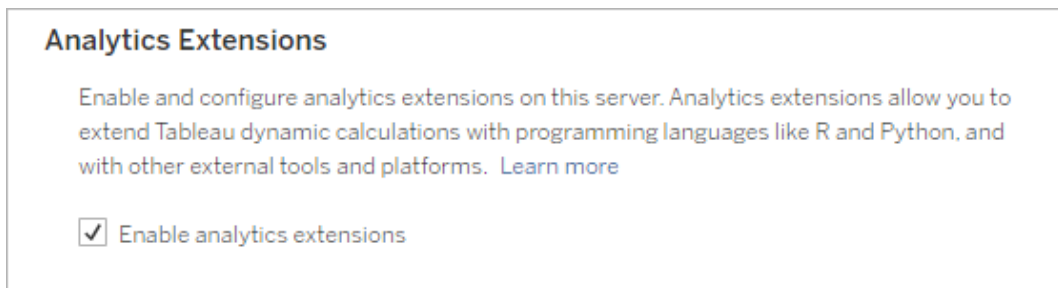 Analytics Extensions
Enable and configure analytics extensions on this server. Analytics extensions allow you to
extend Tableau dynamic calculations with programming languages like R and Python, and
with other external tools and platforms. Learn more
Enable analytics extensions